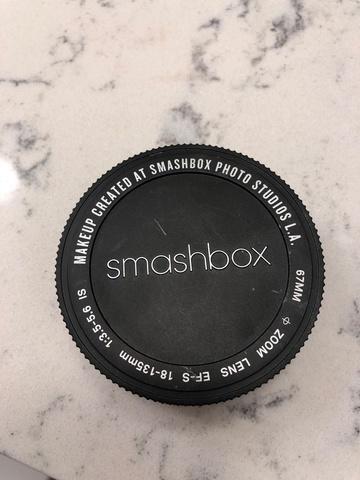 MAKEUP CREATED AT SMASHBOX PHOTO STUDIOS L.A.
smashbox
67MM ⌀ ZOOM LENS EF-S 18-135mm 1:3.5-5.6 IS